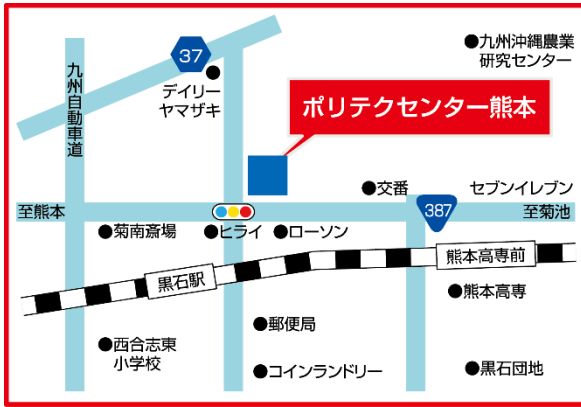 37
●九州沖縄農業
研究センター
九州自動車道
デイリー
ヤマザキ
ポリテクセンター熊本
●交番
セブンイレブン
至熊本
387
至菊池
●菊南斎場
●ヒライ
●ローソン
黒石駅
熊本高専前
●熊本高専
●郵便局
●西合志東
小学校
●コインランドリー
●黒石団地